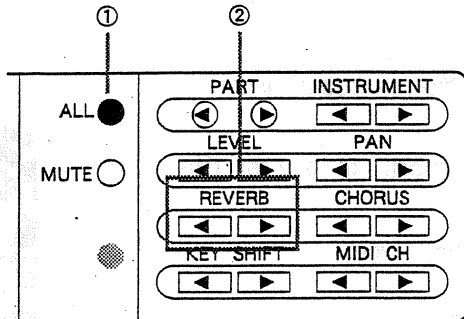 ① ②
PART INSTRUMENT
ALL
LEVEL PAN
MUTE
REVERB CHORUS
KEY SHIFT MIDI CH